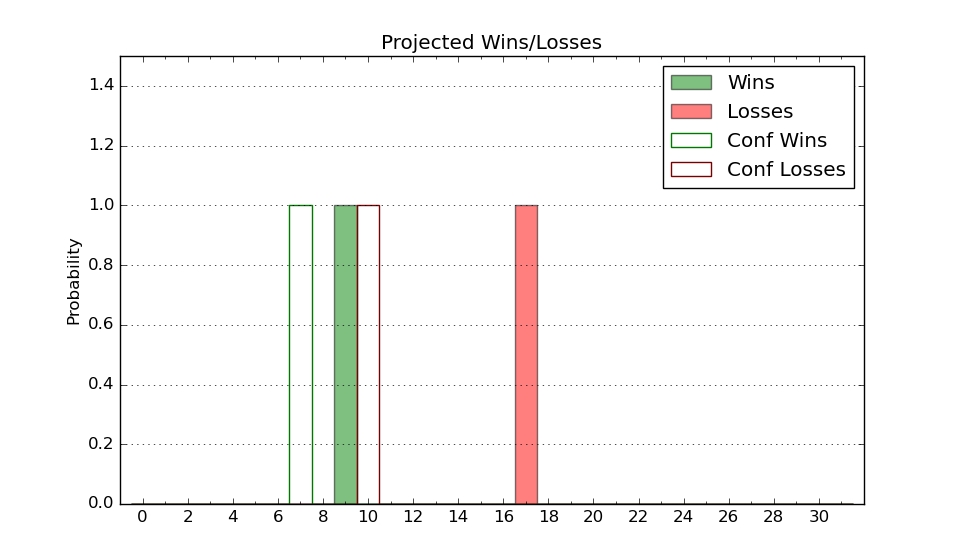 Projected Wins/Losses
1.4
1.2
1.0
0.8
0.6
0.4
0.2
0.0
Probability
Wins
Losses
Conf Wins
Conf Losses
0 2 4 6 8 10 12 14 16 18 20 22 24 26 28 30